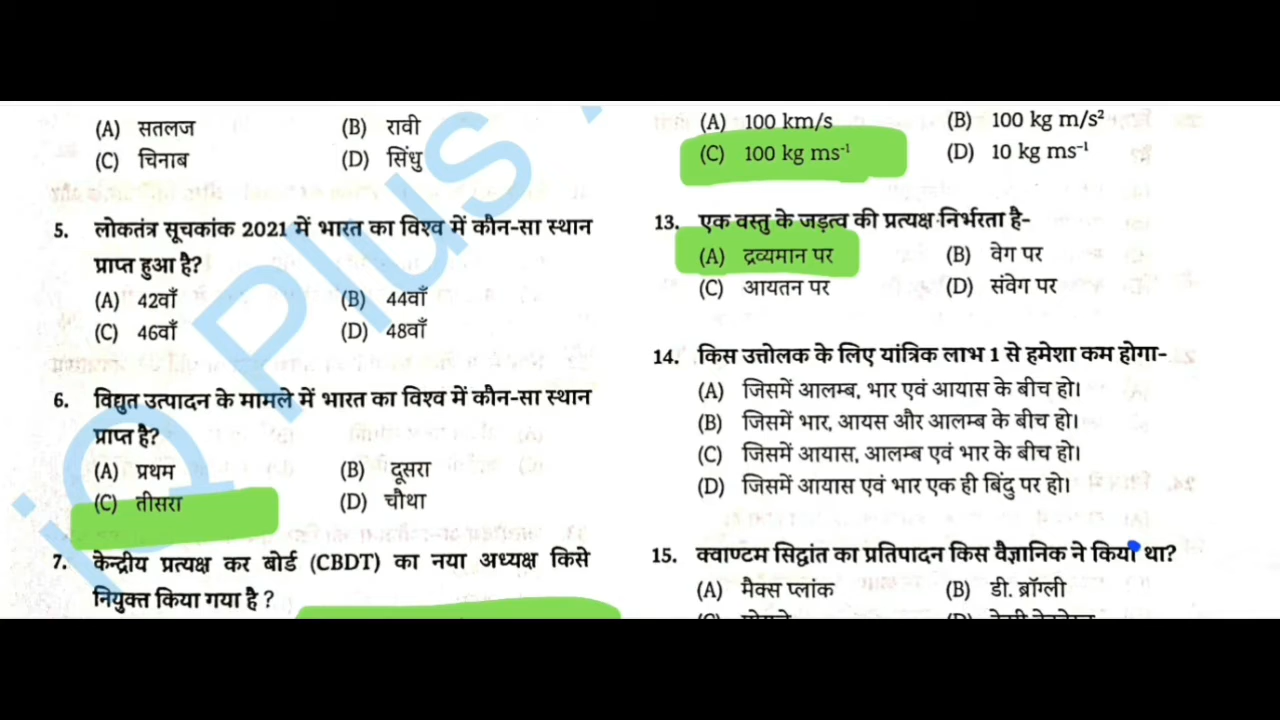 (A) सतलज (B) रावी
(C) चिनाब (D) सिंधु
5. लोकतंत्र सूचकांक 2021 में भारत का विश्व में कौन-सा स्थान
प्राप्त हुआ है?
(A) 42वाँ (B) 44वाँ
(C) 46वाँ (D) 48वाँ
6. विद्युत उत्पादन के मामले में भारत का विश्व में कौन-सा स्थान
प्राप्त है?
(A) प्रथम (B) दूसरा
(C) तीसरा (D) चौथा
7. केन्द्रीय प्रत्यक्ष कर बोर्ड (CBDT) का नया अध्यक्ष किसे
नियुक्त किया गया है ?
(A) 100 km/s (B) 100 kg m/s²
(C) 100 kg ms⁻¹ (D) 10 kg ms⁻¹
13. एक वस्तु के जड़त्व की प्रत्यक्ष निर्भरता है-
(A) द्रव्यमान पर (B) वेग पर
(C) आयतन पर (D) संवेग पर
14. किस उत्तोलक के लिए यांत्रिक लाभ 1 से हमेशा कम होगा-
(A) जिसमें आलम्ब, भार एवं आयास के बीच हो।
(B) जिसमें भार, आयस और आलम्ब के बीच हो।
(C) जिसमें आयास, आलम्ब एवं भार के बीच हो।
(D) जिसमें आयास एवं भार एक ही बिंदु पर हो।
15. क्वाण्टम सिद्धांत का प्रतिपादन किस वैज्ञानिक ने किया था?
(A) मैक्स प्लांक (B) डी. ब्रॉग्ली
iQ Plus